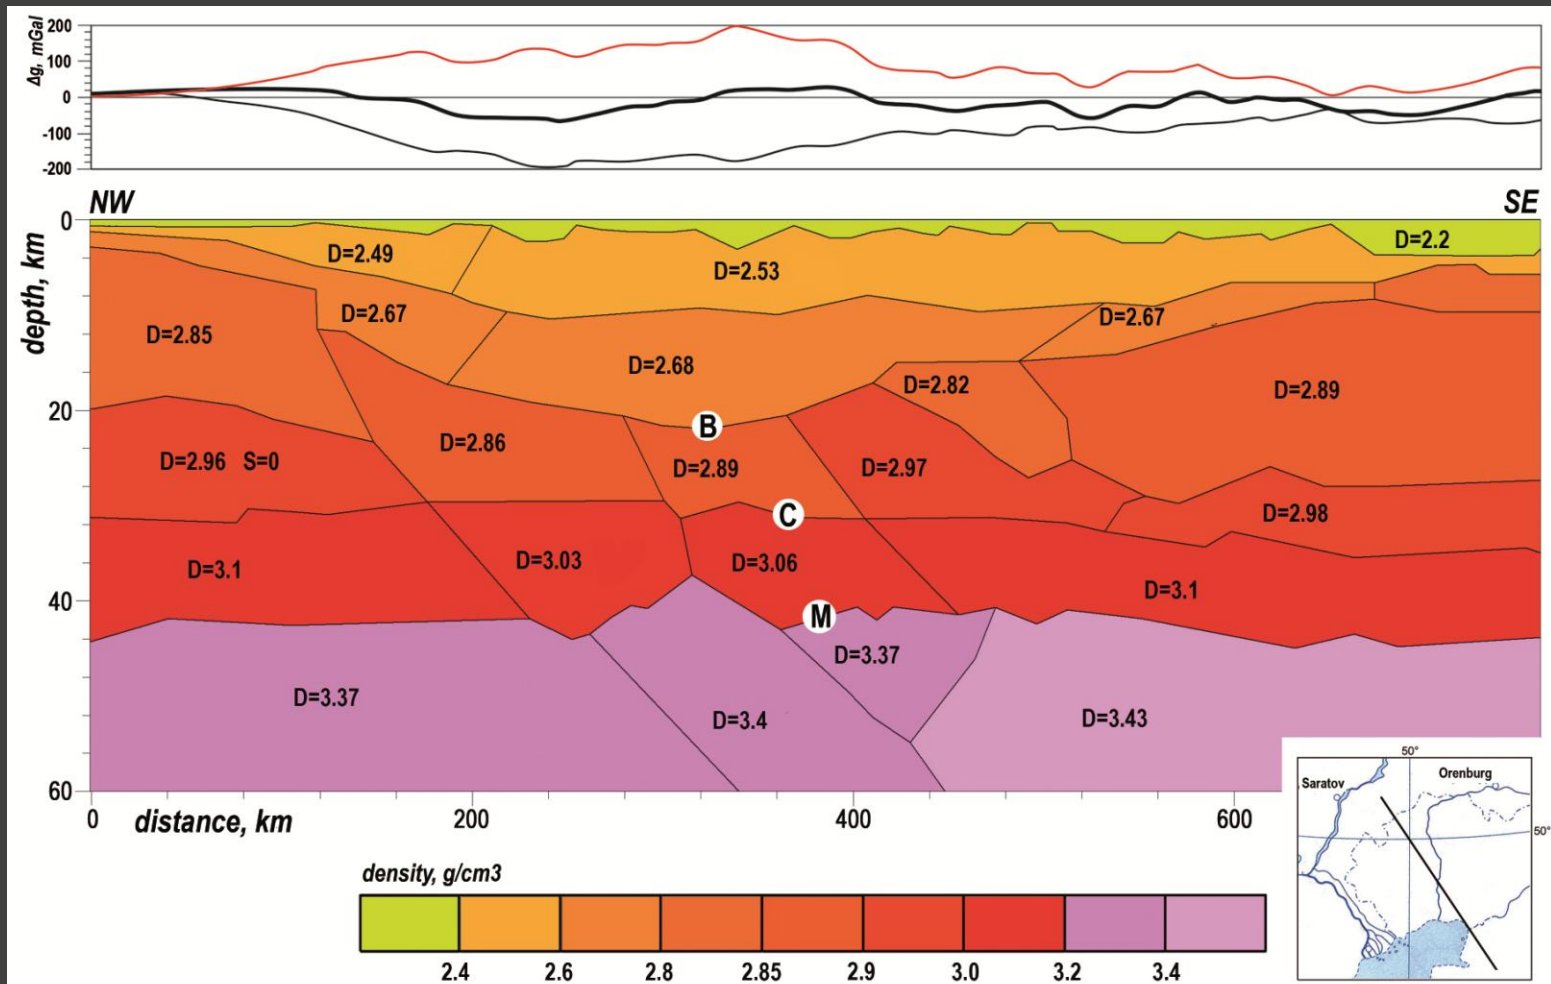 Δg, mGal
200
100
0
-100
-200
NW
SE
depth, km
0
20
40
60
D=2.49
D=2.53
D=2.2
D=2.67
D=2.67
D=2.85
D=2.68
D=2.82
D=2.89
B
D=2.86
D=2.89
D=2.97
D=2.96 S=0
C
D=2.98
D=3.03
D=3.06
D=3.1
D=3.1
M
D=3.37
D=3.37
D=3.4
D=3.43
0
distance, km
200
400
600
density, g/cm3
2.4
2.6
2.8
2.85
2.9
3.0
3.2
3.4
50°
Saratov
Orenburg
50°